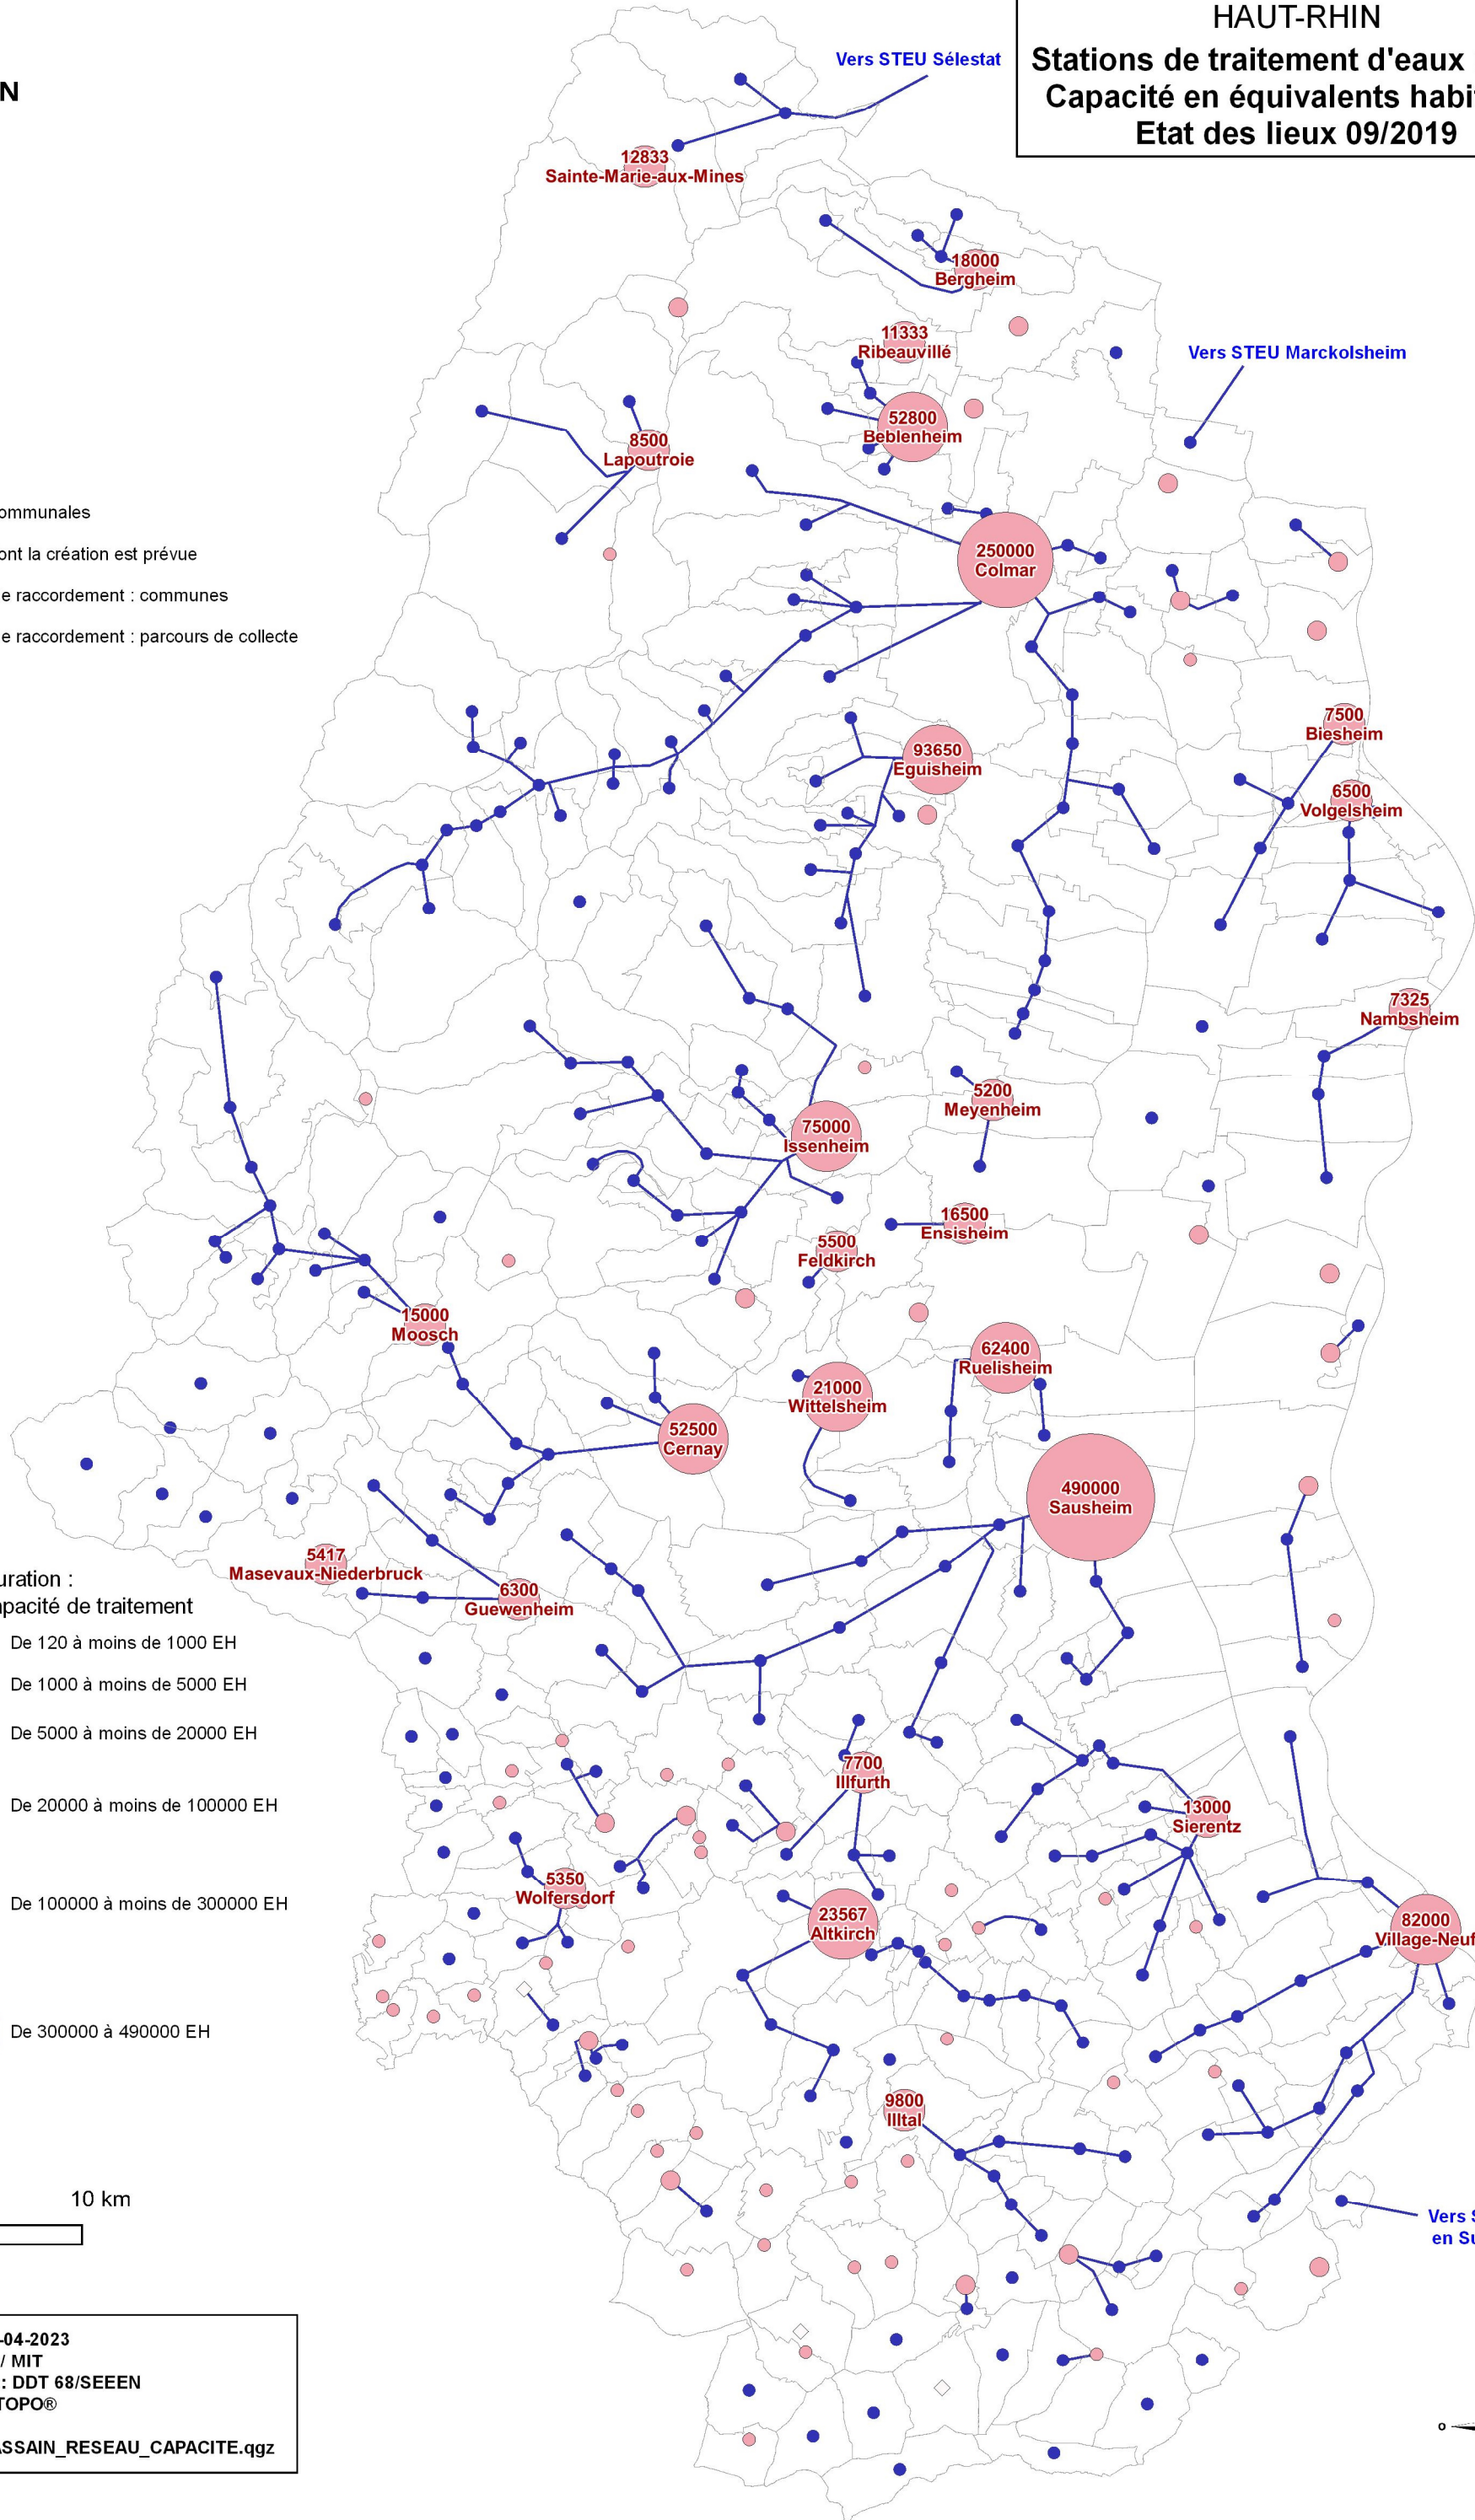 HAUT-RHIN
Stations de traitement d'eaux
Capacité en équivalents
Etat des lieux 09/2019
N
Vers STEU Sélestat
12833
Sainte-Marie-aux-Mines
18000
Bergheim
11333
Ribeauvillé
Vers STEU Marckolsheim
52800
Beblenheim
8500
Lapoutroie
la création est prévue
raccordement : communes
raccordement : parcours de collecte
250000
Colmar
7500
Biesheim
93650
Eguisheim
6500
Volgelsheim
7325
Nambsheim
5200
Meyenheim
75000
Issenheim
16500
Ensisheim
5500
Feldkirch
15000
Moosch
62400
Ruelisheim
21000
Wittelsheim
52500
Cernay
490000
Sausheim
5417
Masevaux-Niederbruck
6300
Guewenheim
:
de traitement
De 120 à moins de 1000 EH
De 1000 à moins de 5000 EH
De 5000 à moins de 20000 EH
De 20000 à moins de 100000 EH
De 100000 à moins de 300000 EH
De 300000 à 490000 EH
7700
Illfurth
13000
Sierentz
5350
Wolfersdorf
23567
Altkirch
82000
Village-Neuf
9800
Illtal
10 km
Vers
en
-04-2023
/ MIT
: DDT 68/SEEEN
TOPO®
ASSAIN_RESEAU_CAPACITE.qgz
O